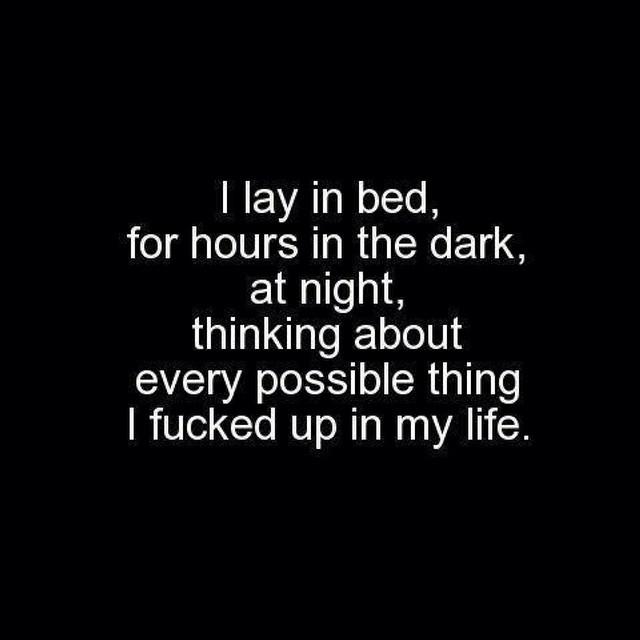 I lay in bed,
for hours in the dark,
at night,
thinking about
every possible thing
I fucked up in my life.